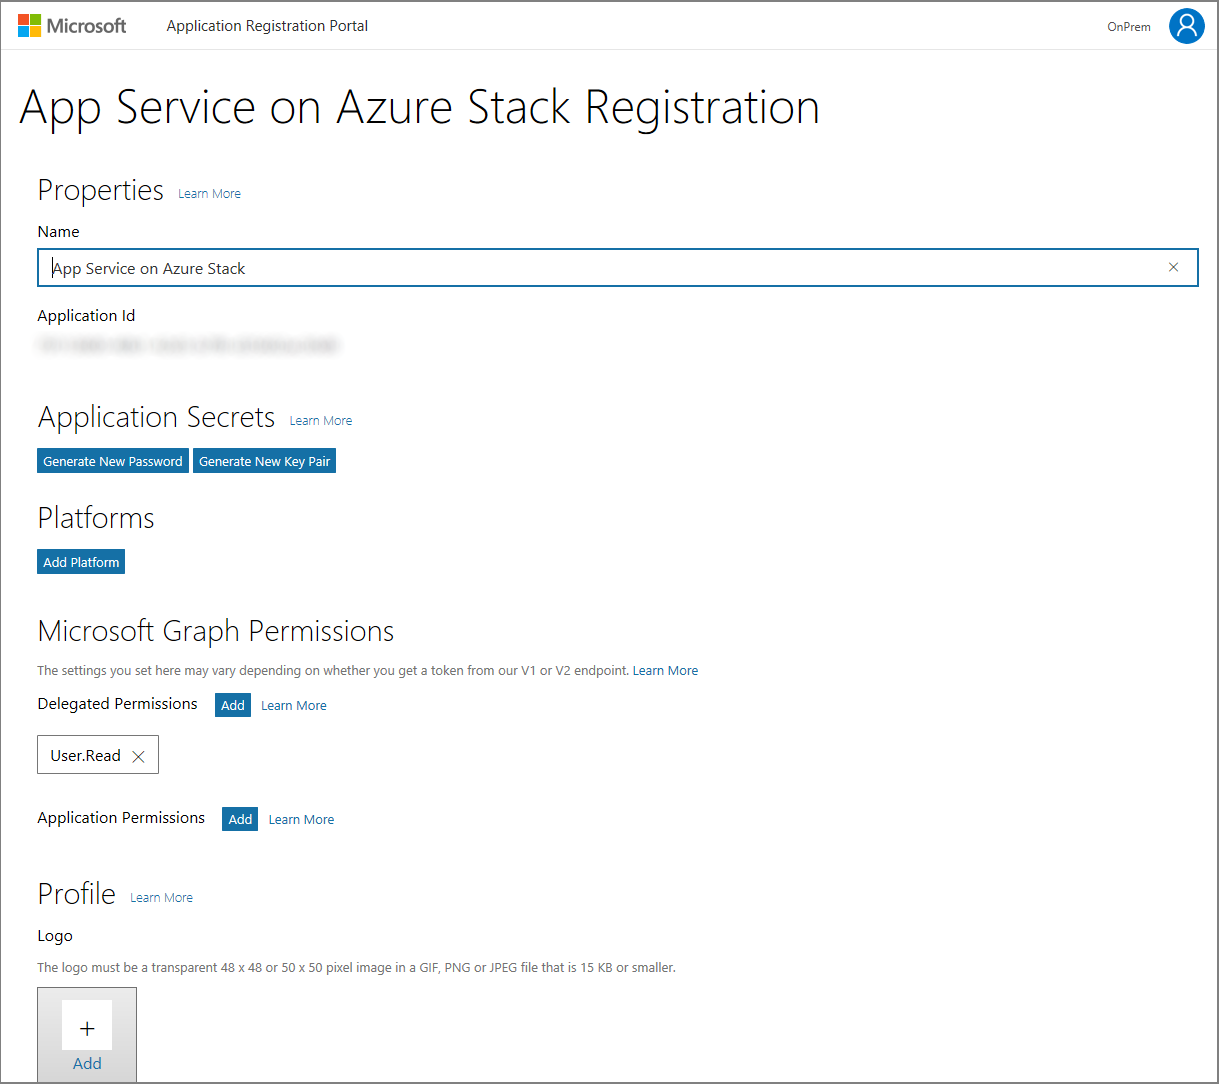 Microsoft Application Registration Portal OnPrem
App Service on Azure Stack Registration
Properties Learn More
Name
App Service on Azure Stack
Application Id
Application Secrets Learn More
Generate New Password Generate New Key Pair
Platforms
Add Platform
Microsoft Graph Permissions
The settings you set here may vary depending on whether you get a token from our V1 or V2 endpoint. Learn More
Delegated Permissions Add Learn More
User.Read
Application Permissions Add Learn More
Profile Learn More
Logo
The logo must be a transparent 48 x 48 or 50 x 50 pixel image in a GIF, PNG or JPEG file that is 15 KB or smaller.
+
Add